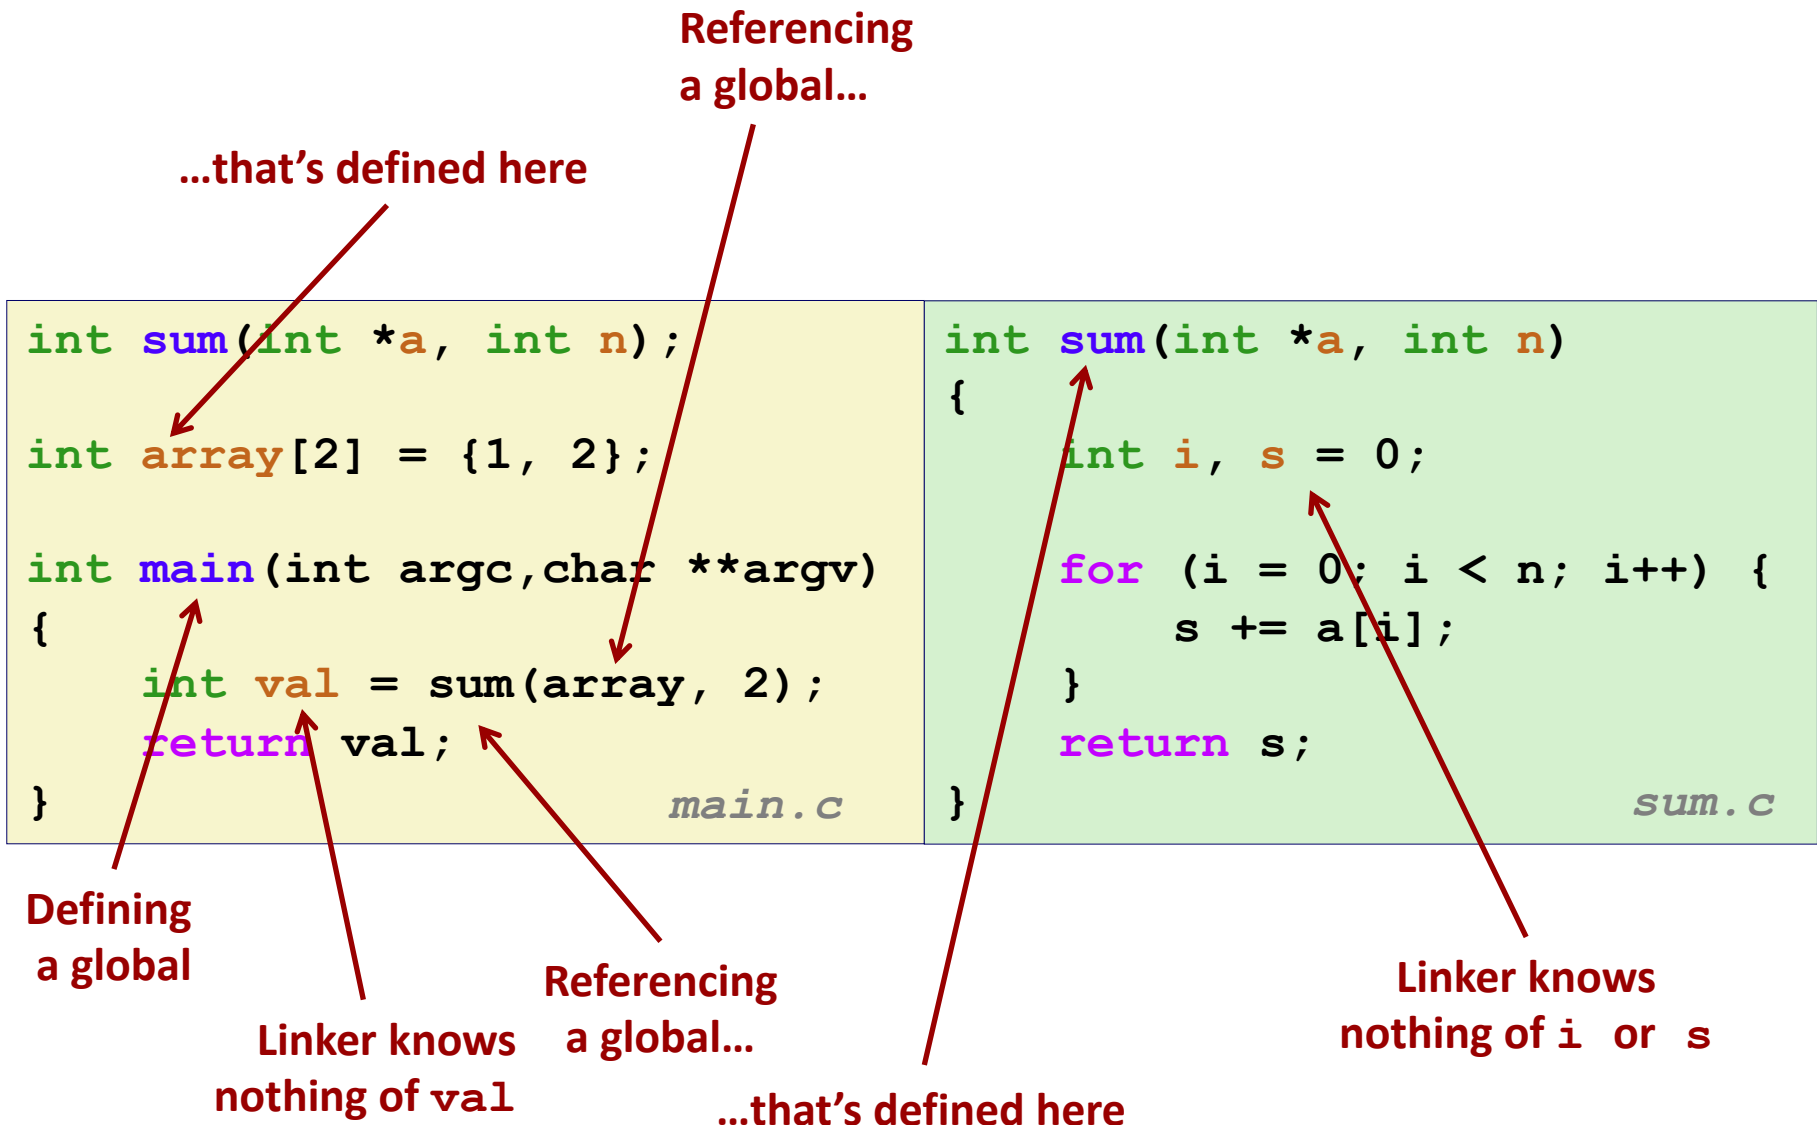 Referencing
a global…
…that’s defined here
int sum(int *a, int n);
int array[2] = {1, 2};
int main(int argc,char **argv)
{
    int val = sum(array, 2);
    return val;
}
main.c
int sum(int *a, int n)
{
    int i, s = 0;
    for (i = 0; i < n; i++) {
        s += a[i];
    }
    return s;
}
sum.c
Defining
a global
Linker knows
nothing of val
Referencing
a global…
…that’s defined here
Linker knows
nothing of i or s